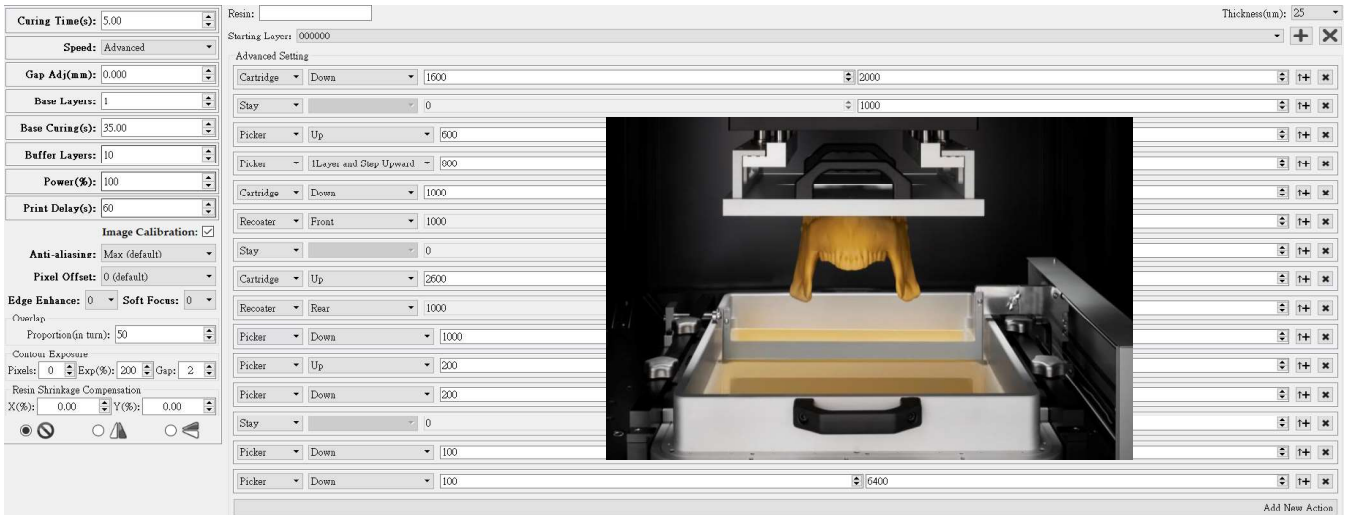 Curing Time(s): 5.00
Speed: Advanced
Gap Adj(mm): 0.000
Base Layers: 1
Base Curing(s): 35.00
Buffer Layers: 10
Power(%): 100
Print Delay(s): 60
Image Calibration:
Anti-aliasing: Max (default)
Pixel Offset: 0 (default)
Edge Enhance: 0 Soft Focus: 0
Overlap
Proportion(in turn): 50
Contour Exposure
Pixels: 0 Exp(%): 200 Gap: 2
Resin Shrinkage Compensation
X(%): 0.00 Y(%): 0.00
Resin: Thickness(um): 25
Starting Layer: 000000
Advanced Setting
Cartridge Down 1600 2000
Stay 0 1000
Picker Up 600
Picker 1Layer and Step Upward 900
Cartridge Down 1000
Recoater Front 1000
Stay 0
Cartridge Up 2600
Recoater Rear 1000
Picker Down 1000
Picker Up 200
Picker Down 200
Stay 0
Picker Down 100
Picker Down 100 6400
Add New Action